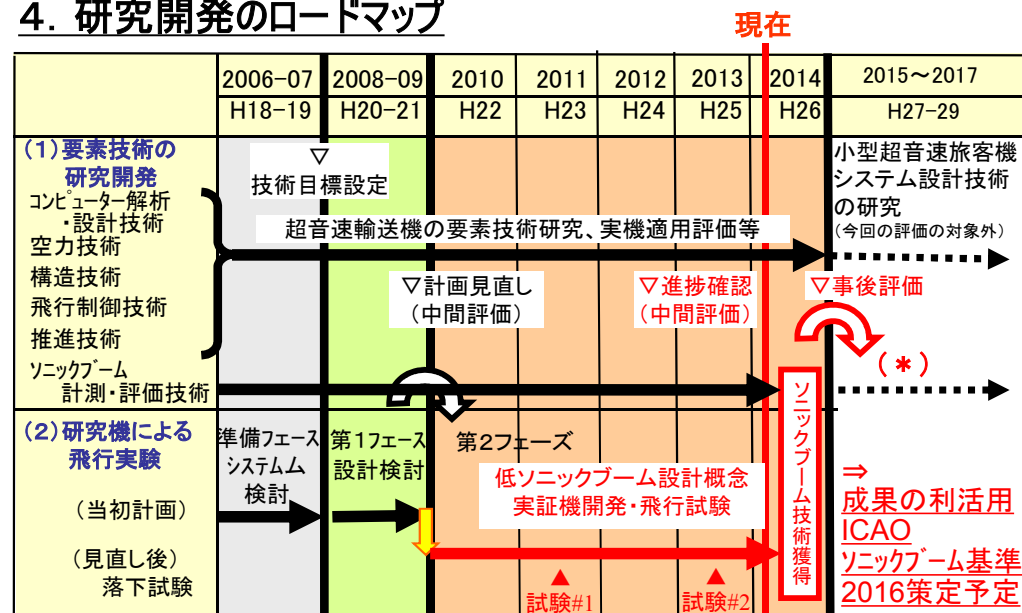 4. 研究開発のロードマップ
現在
2006-07 2008-09 2010 2011 2012 2013 2014 2015～2017
H18-19 H20-21 H22 H23 H24 H25 H26 H27-29
(1)要素技術の
研究開発
コンピューター解析
・設計技術
空力技術
構造技術
飛行制御技術
推進技術
ソニックブーム
計測・評価技術
▽
技術目標設定
超音速輸送機の要素技術研究、実機適用評価等
▽計画見直し
(中間評価)
▽進捗確認
(中間評価)
▽事後評価
小型超音速旅客機
システム設計技術
の研究
(今回の評価の対象外)
(＊)
(2)研究機による
飛行実験
(当初計画)
(見直し後)
落下試験
準備フェース
システムム
検討
第1フェース
設計検討
第2フェーズ
低ソニックブーム設計概念
実証機開発・飛行試験
▲
試験#1
▲
試験#2
ソニックブーム技術獲得
⇒
成果の利活用
ICAO
ソニックブーム基準
2016策定予定